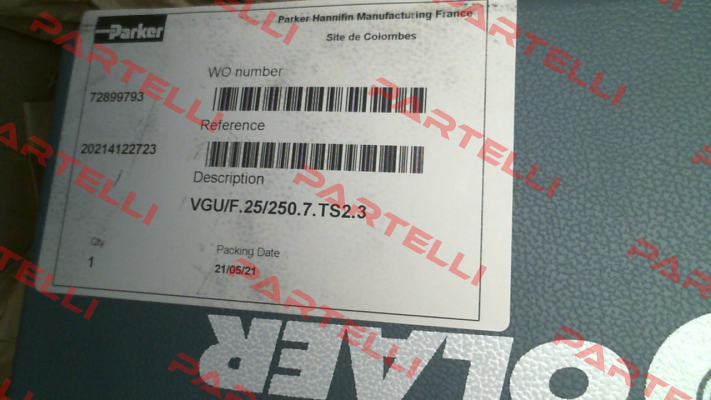 Parker
Parker Hannifin Manufacturing France
Site de Colombes
WO number
72899793
Reference
20214122723
Description
VGU/F.25/250.7.TS2.3
Qty
1
Packing Date
21/05/21
OLAER
PARTELLI
PARTELLI
PARTELLI
PARTELLI
PARTELLI
PARTELLI
PARTELLI
PARTELLI
PARTELLI
PARTELLI
PARTELLI